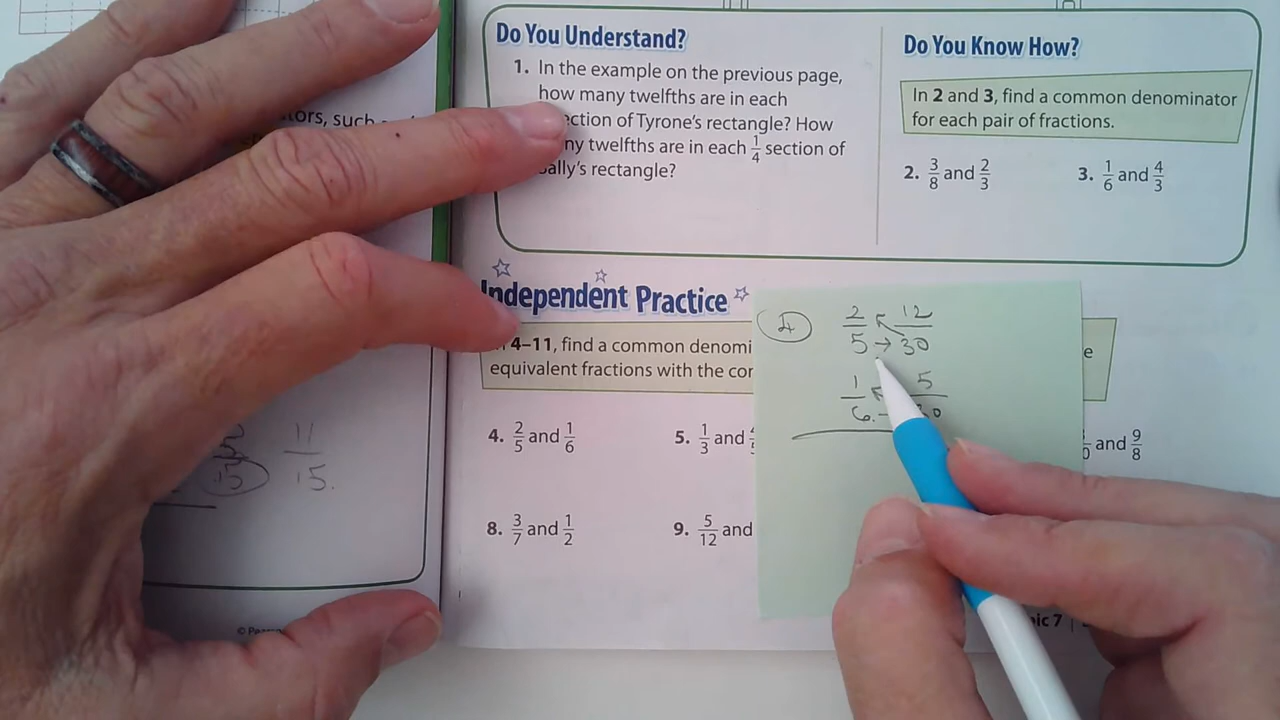 tors, such
15
11
15.
© Pear
Do You Understand?
1. In the example on the previous page,
how many twelfths are in each
ection of Tyrone's rectangle? How
ny twelfths are in each 1/4 section of
ally's rectangle?
Do You Know How?
In 2 and 3, find a common denominator
for each pair of fractions.
2. 3/8 and 2/3
3. 1/6 and 4/3
Independent Practice
4–11, find a common denomi
equivalent fractions with the cor
e
4. 2/5 and 1/6
5. 1/3 and
and 9/8
8. 3/7 and 1/2
9. 5/12 and
4
2 12
5 → 30
1 5
6.
ic 7 |